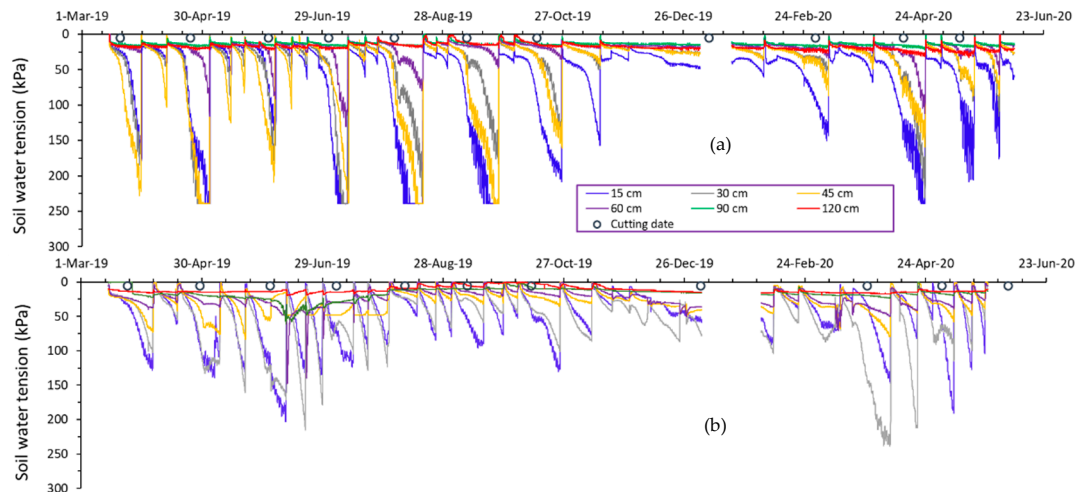 1-Mar-19 30-Apr-19 29-Jun-19 28-Aug-19 27-Oct-19 26-Dec-19 24-Feb-20 24-Apr-20 23-Jun-20
0
50
100
150
200
250
300
Soil water tension (kPa)
(a)
15 cm 30 cm 45 cm
60 cm 90 cm 120 cm
Cutting date
1-Mar-19 30-Apr-19 29-Jun-19 28-Aug-19 27-Oct-19 26-Dec-19 24-Feb-20 24-Apr-20 23-Jun-20
0
50
100
150
200
250
300
Soil water tension (kPa)
(b)